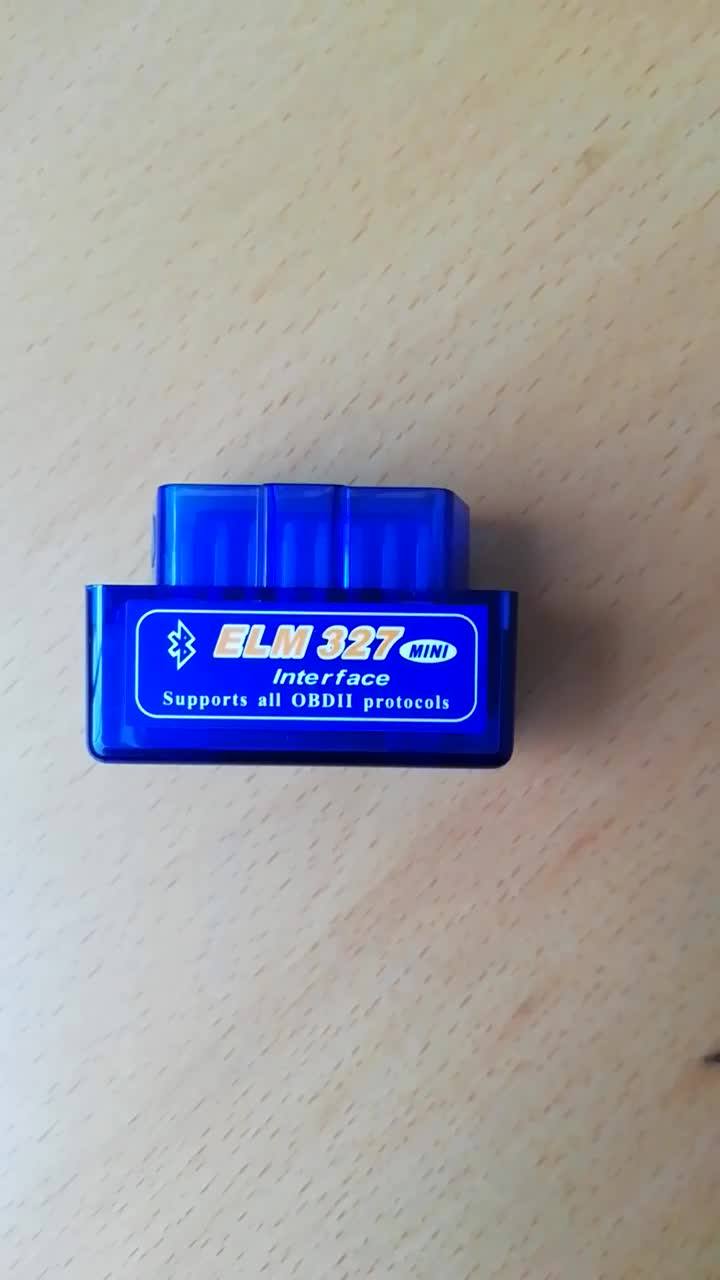 ELM 327 MINI
Interface
Supports all OBDII protocols